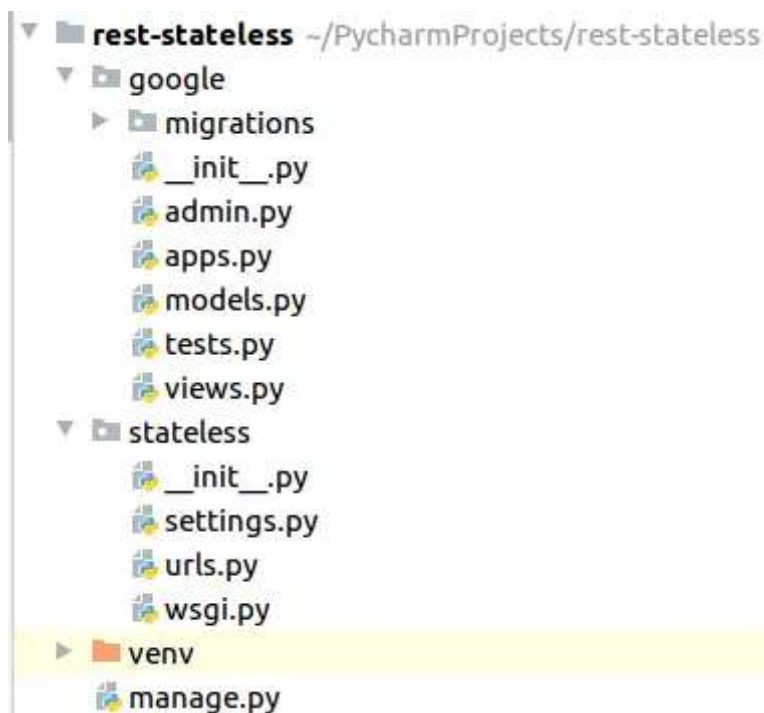 rest-stateless ~/PycharmProjects/rest-stateless
google
migrations
__init__.py
admin.py
apps.py
models.py
tests.py
views.py
stateless
__init__.py
settings.py
urls.py
wsgi.py
venv
manage.py